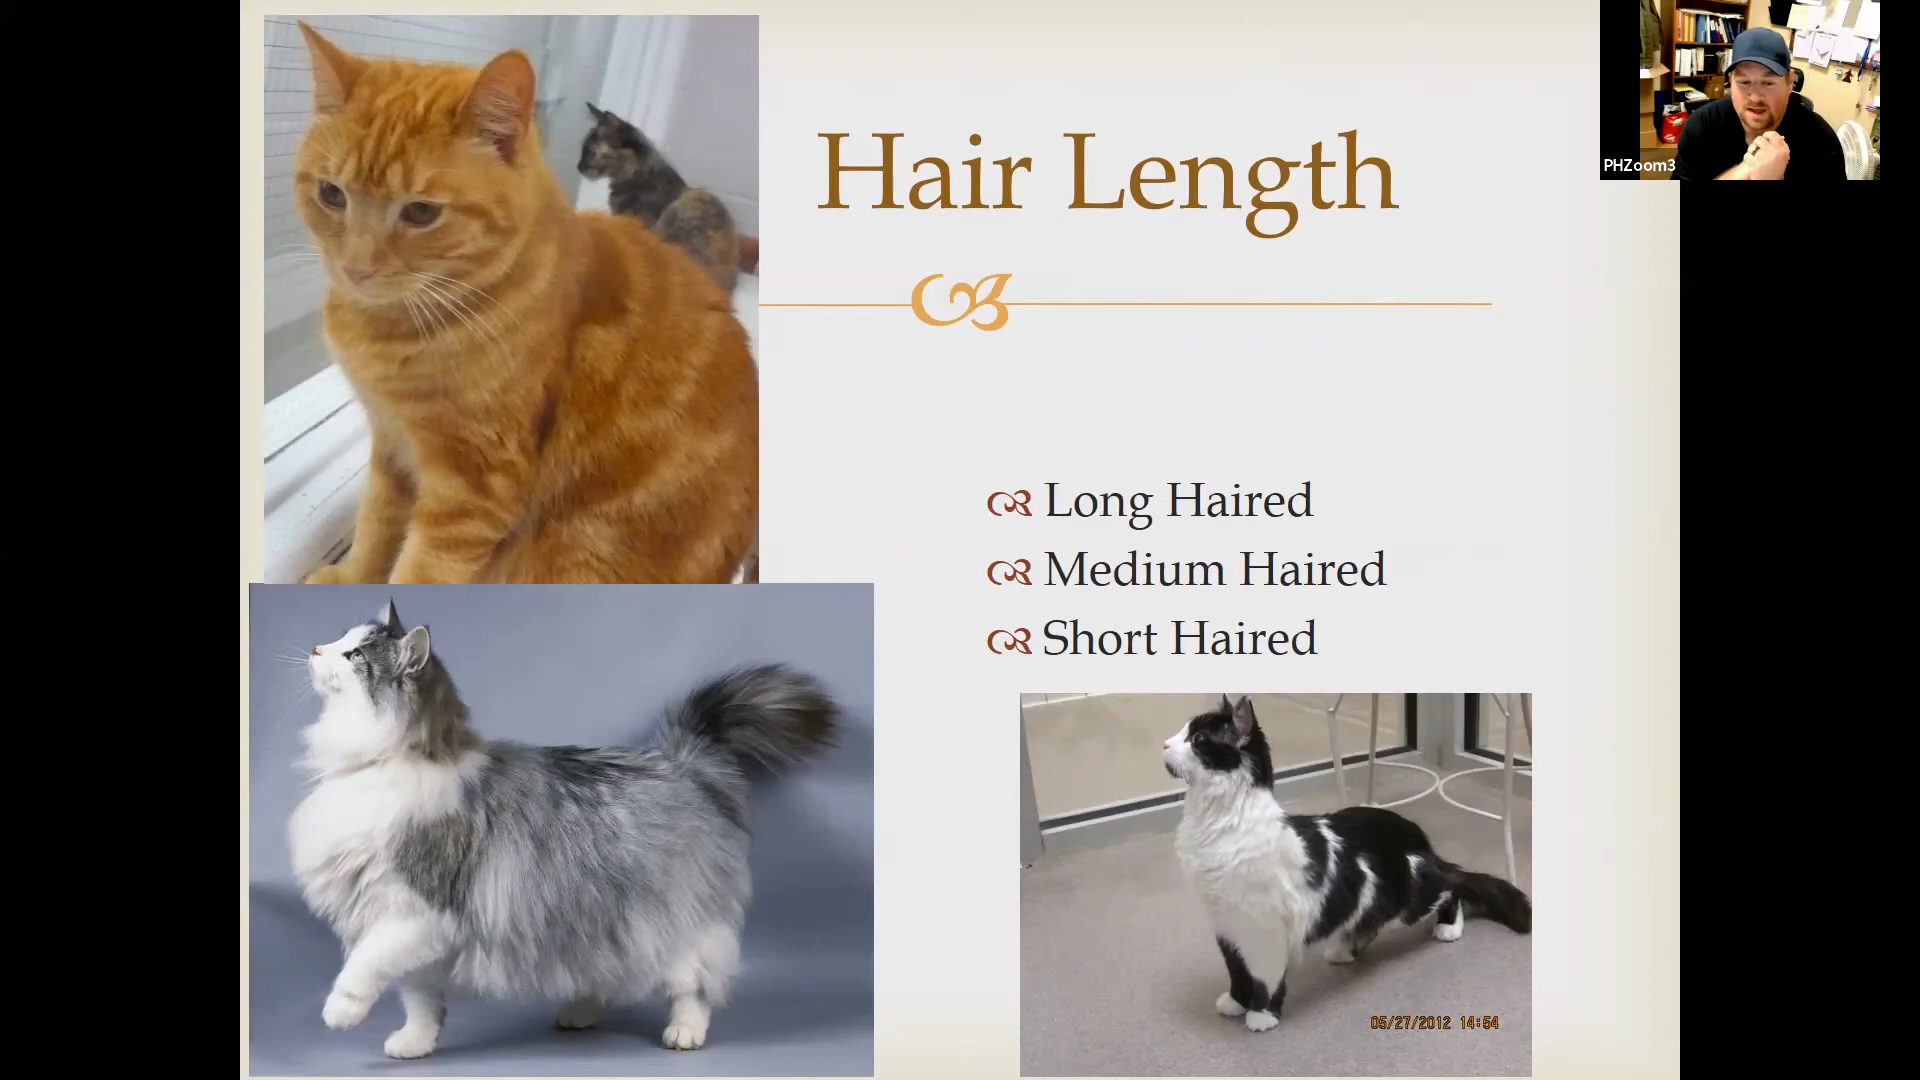 Hair Length
Long Haired
Medium Haired
Short Haired
PHZoom3
05/27/2012 14:54